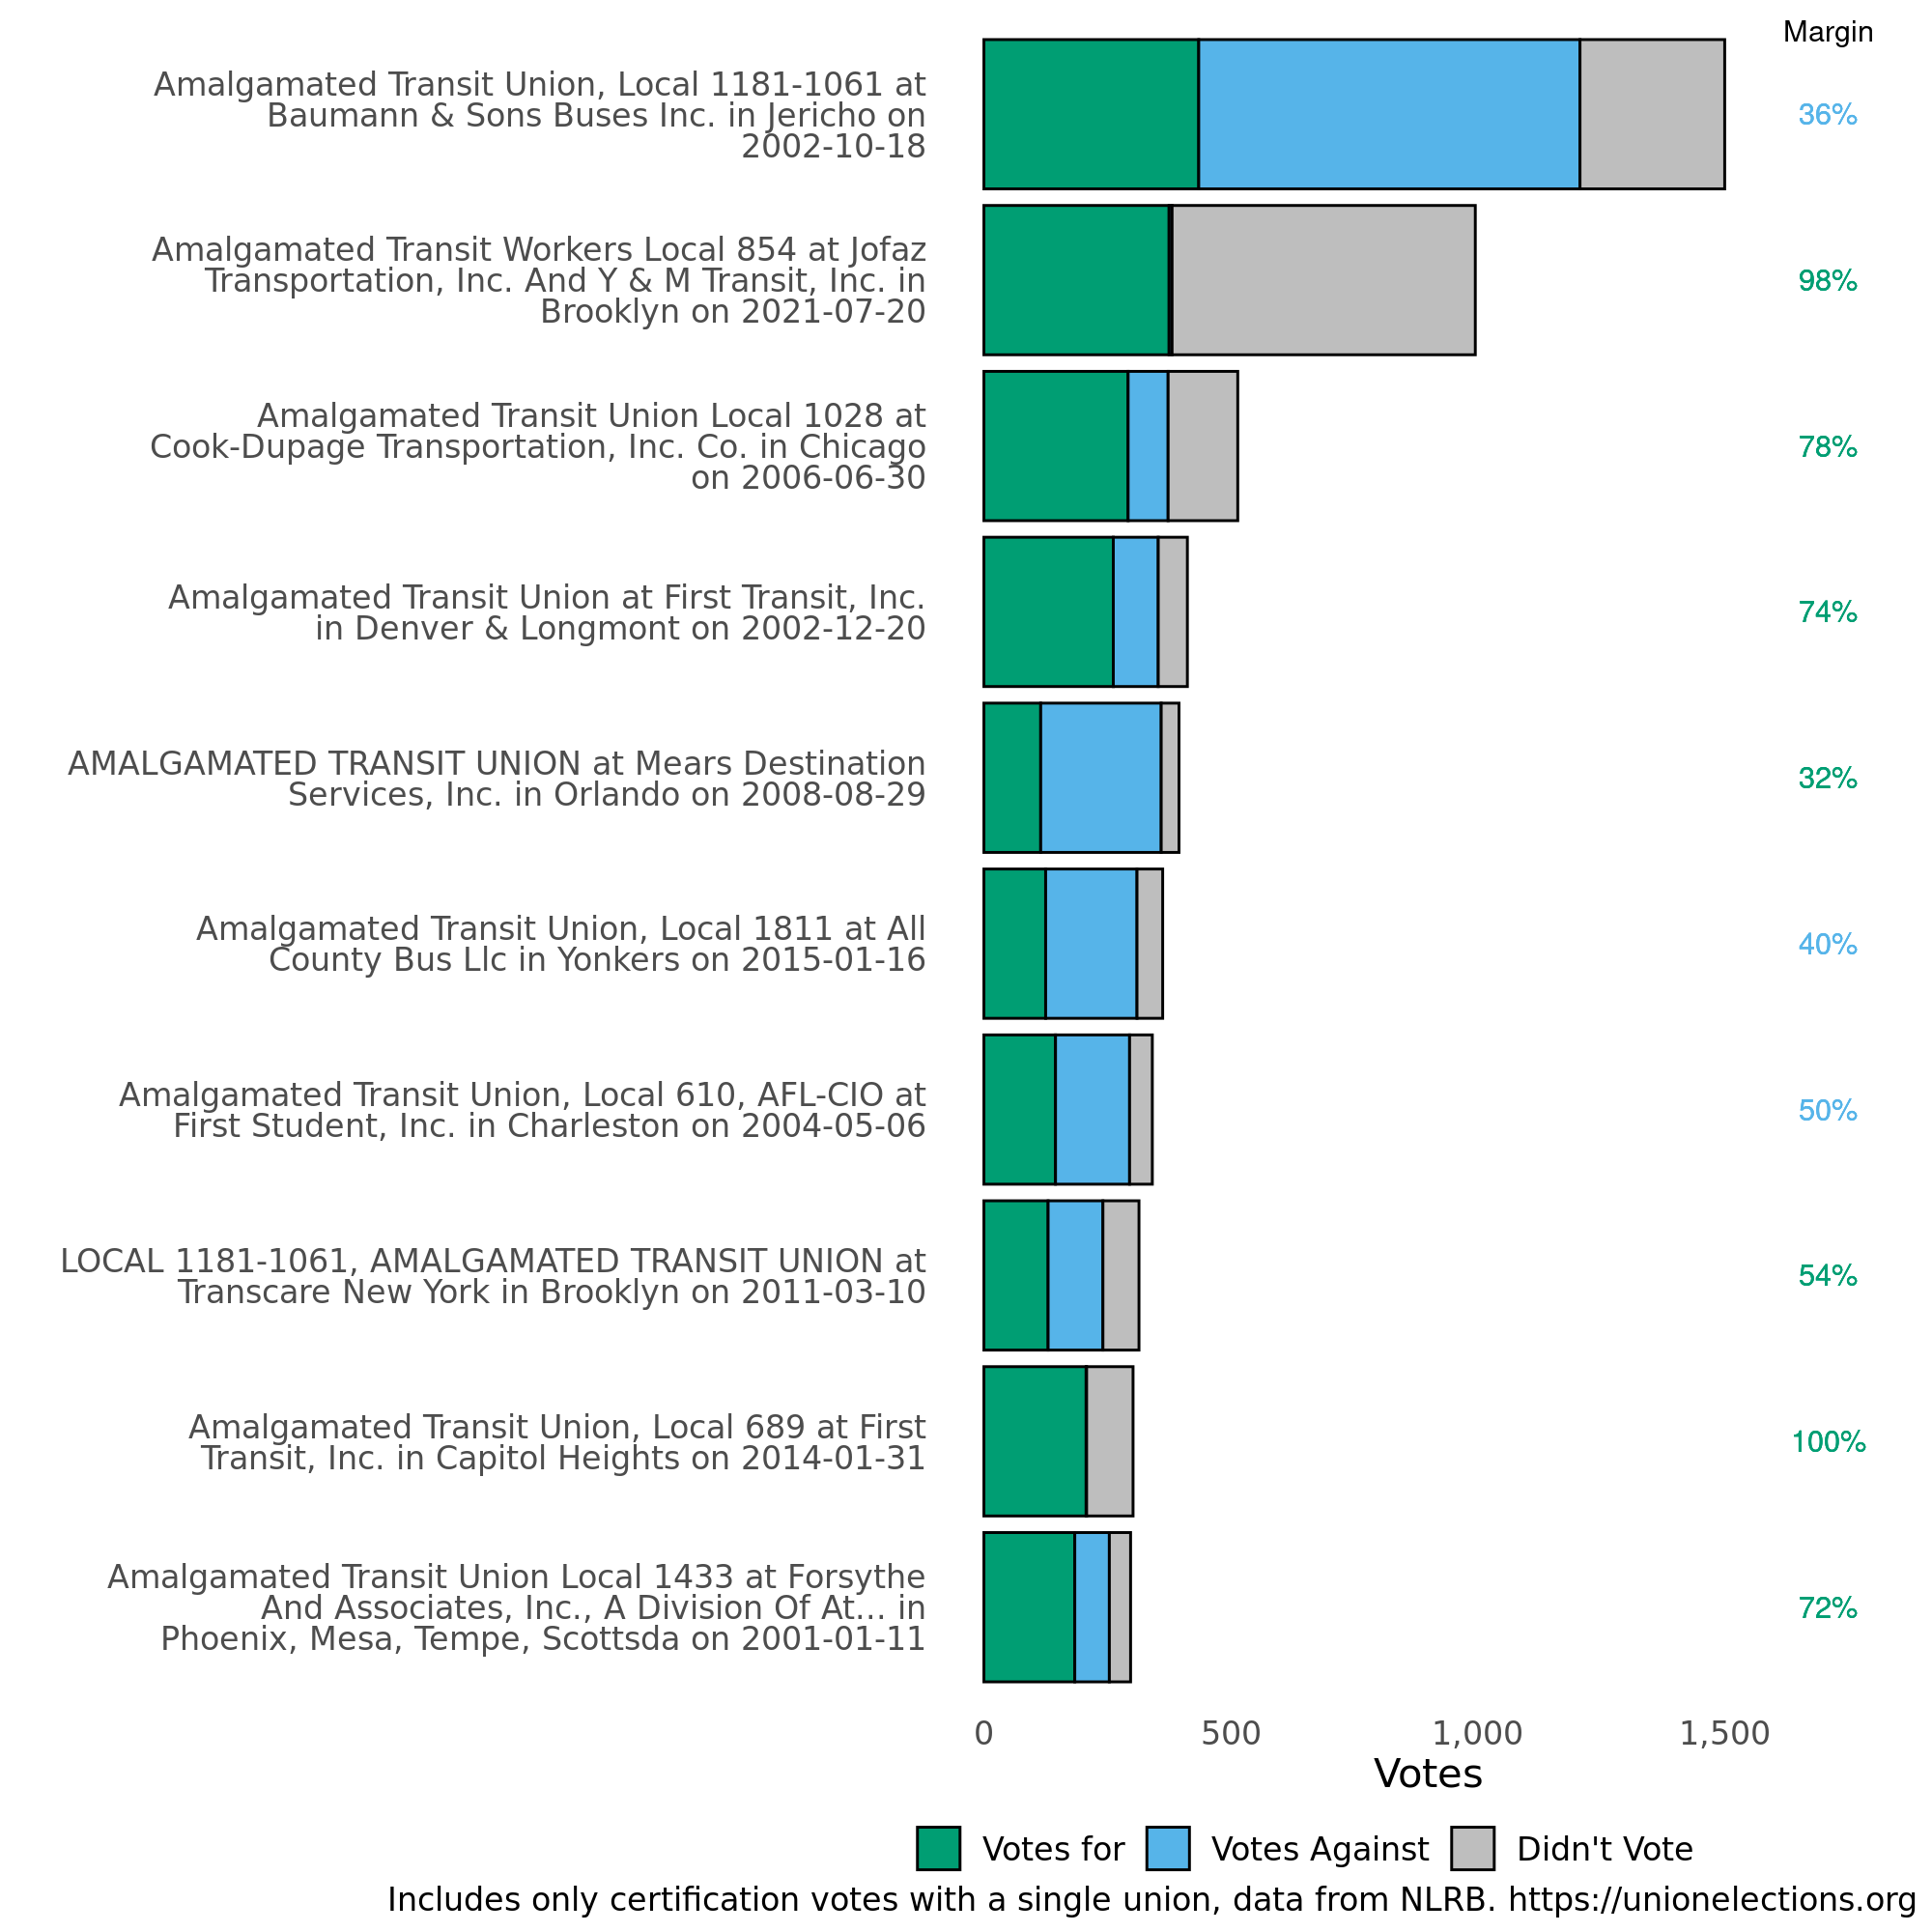 Margin
Amalgamated Transit Union, Local 1181-1061 at
Baumann & Sons Buses Inc. in Jericho on
2002-10-18
36%
Amalgamated Transit Workers Local 854 at Jofaz
Transportation, Inc. And Y & M Transit, Inc. in
Brooklyn on 2021-07-20
98%
Amalgamated Transit Union Local 1028 at
Cook-Dupage Transportation, Inc. Co. in Chicago
on 2006-06-30
78%
Amalgamated Transit Union at First Transit, Inc.
in Denver & Longmont on 2002-12-20
74%
AMALGAMATED TRANSIT UNION at Mears Destination
Services, Inc. in Orlando on 2008-08-29
32%
Amalgamated Transit Union, Local 1811 at All
County Bus Llc in Yonkers on 2015-01-16
40%
Amalgamated Transit Union, Local 610, AFL-CIO at
First Student, Inc. in Charleston on 2004-05-06
50%
LOCAL 1181-1061, AMALGAMATED TRANSIT UNION at
Transcare New York in Brooklyn on 2011-03-10
54%
Amalgamated Transit Union, Local 689 at First
Transit, Inc. in Capitol Heights on 2014-01-31
100%
Amalgamated Transit Union Local 1433 at Forsythe
And Associates, Inc., A Division Of At... in
Phoenix, Mesa, Tempe, Scottsda on 2001-01-11
72%
0 500 1,000 1,500
Votes
Votes for Votes Against Didn't Vote
Includes only certification votes with a single union, data from NLRB. https://unionelections.org